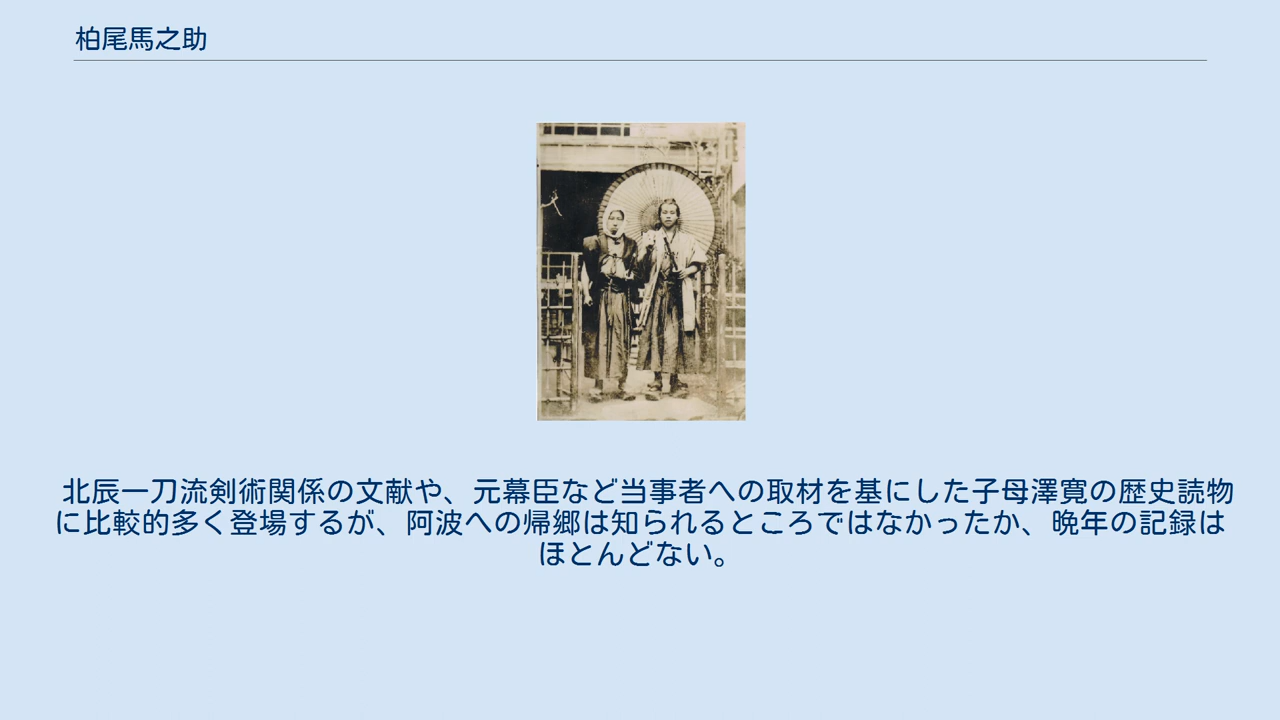 柏尾馬之助
北辰一刀流剣術関係の文献や、元幕臣など当事者への取材を基にした子母澤寛の歴史読物
に比較的多く登場するが、阿波への帰郷は知られるところではなかったか、晩年の記録は
ほとんどない。